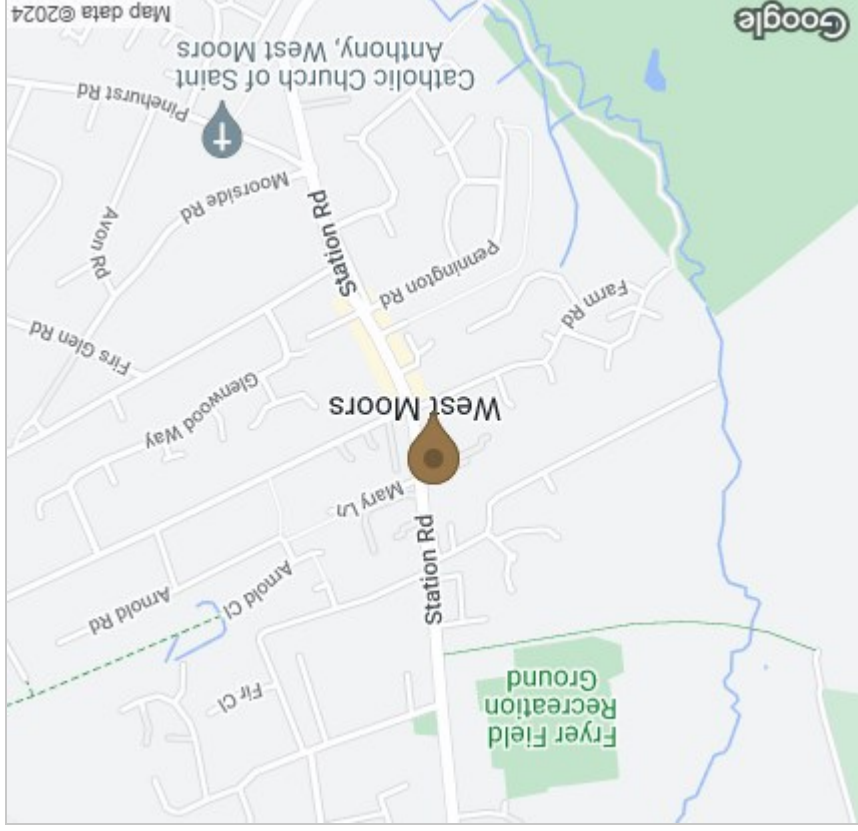 Fryer Field
Recreation
Ground
Fir Cl
Arnold Rd
Arnold Cl
Station Rd
Mary Ln
West Moors
Glenwood Way
Firs Glen Rd
Farm Rd
Pennington Rd
Station Rd
Avon Rd
Moorside Rd
Pinehurst Rd
Catholic Church of Saint
Anthony, West Moors
Google
Map data ©2024